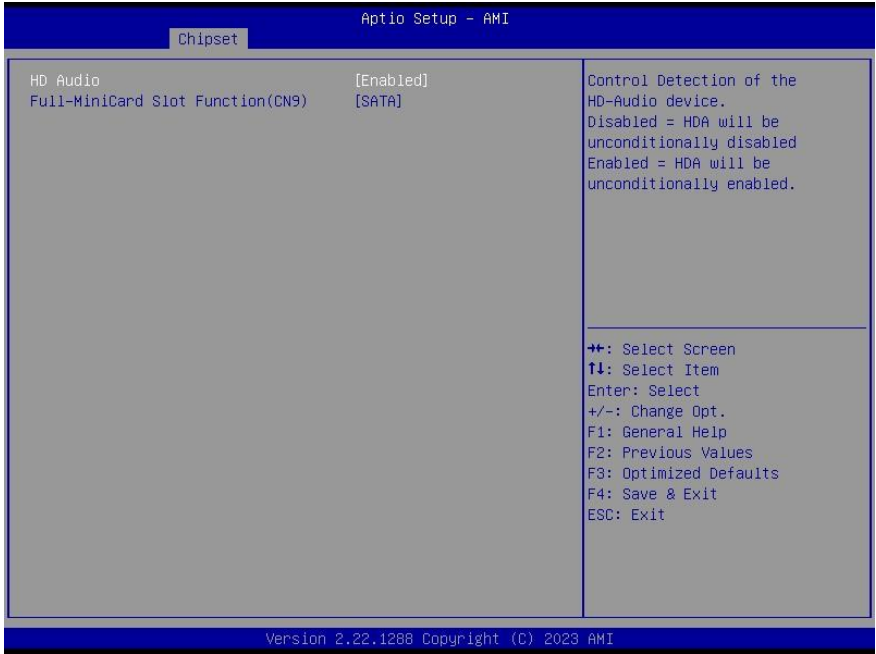 Aptio Setup – AMI
Chipset
HD Audio [Enabled]
Full-MiniCard Slot Function(CN9) [SATA]
Control Detection of the
HD-Audio device.
Disabled = HDA will be
unconditionally disabled
Enabled = HDA will be
unconditionally enabled.
→←: Select Screen
↑↓: Select Item
Enter: Select
+/-: Change Opt.
F1: General Help
F2: Previous Values
F3: Optimized Defaults
F4: Save & Exit
ESC: Exit
Version 2.22.1288 Copyright (C) 2023 AMI